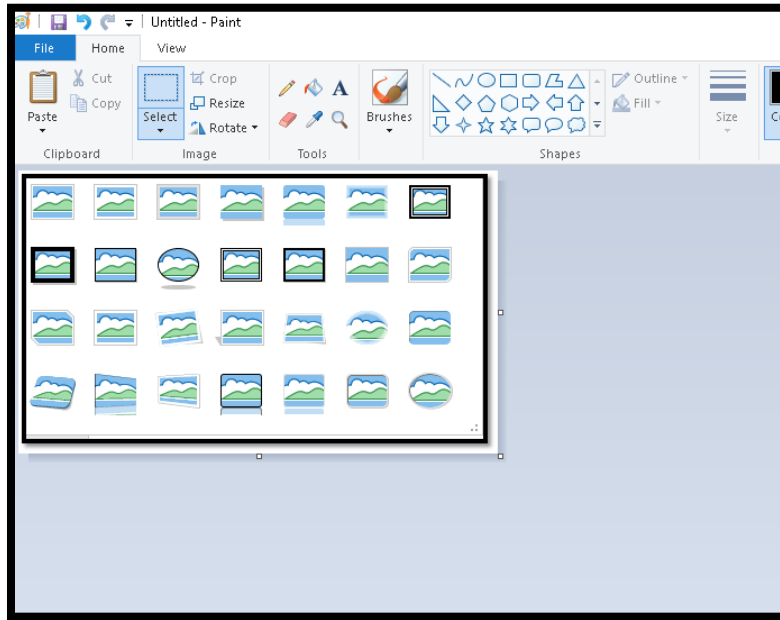 Untitled - Paint
File Home View
Cut
Copy
Paste
Select
Crop
Resize
Rotate
A
Brushes
Outline
Fill
Size
Clipboard Image Tools Shapes